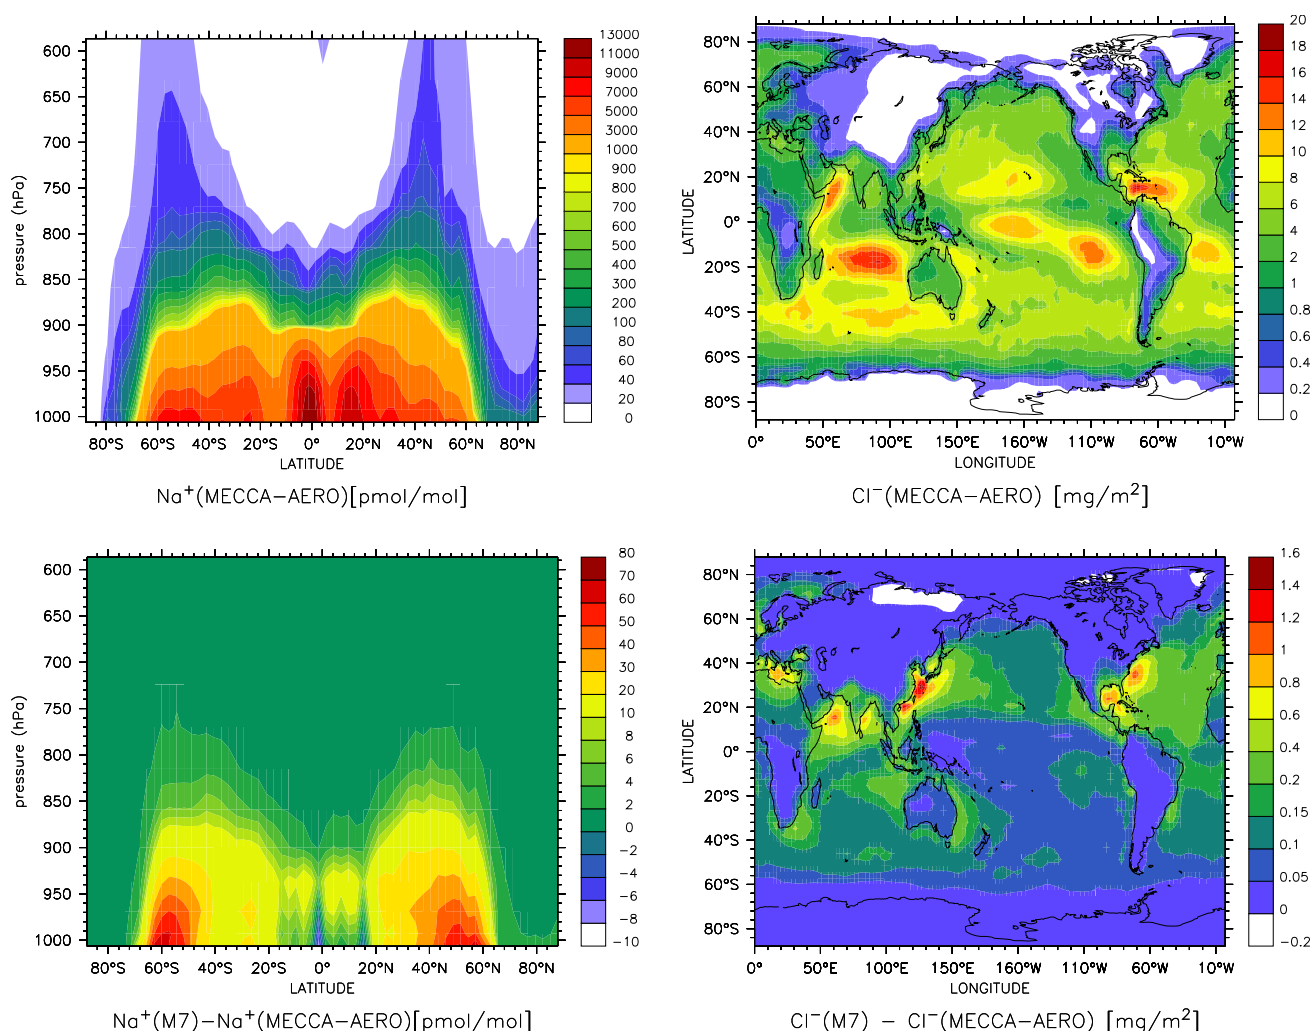 600
650
700
750
800
850
900
950
1000
pressure (hPa)
80°S 60°S 40°S 20°S 0° 20°N 40°N 60°N 80°N
LATITUDE
13000
11000
9000
7000
5000
3000
1000
900
800
700
600
500
400
300
200
100
80
60
40
20
0
Na⁺(MECCA−AERO)[pmol/mol]
80°N
60°N
40°N
20°N
0°
20°S
40°S
60°S
80°S
LATITUDE
0° 50°E 100°E 150°E 160°W 110°W 60°W 10°W
LONGITUDE
20
18
16
14
12
10
8
6
4
2
1
0.8
0.6
0.4
0.2
0
Cl⁻(MECCA−AERO) [mg/m²]
600
650
700
750
800
850
900
950
1000
pressure (hPa)
80°S 60°S 40°S 20°S 0° 20°N 40°N 60°N 80°N
LATITUDE
80
70
60
50
40
30
20
10
8
6
4
2
0
−2
−4
−6
−8
−10
Na⁺(M7)−Na⁺(MECCA−AERO)[pmol/mol]
80°N
60°N
40°N
20°N
0°
20°S
40°S
60°S
80°S
LATITUDE
0° 50°E 100°E 150°E 160°W 110°W 60°W 10°W
LONGITUDE
1.6
1.4
1.2
1
0.8
0.6
0.4
0.2
0.15
0.1
0.05
0
−0.2
Cl⁻(M7) − Cl⁻(MECCA−AERO) [mg/m²]